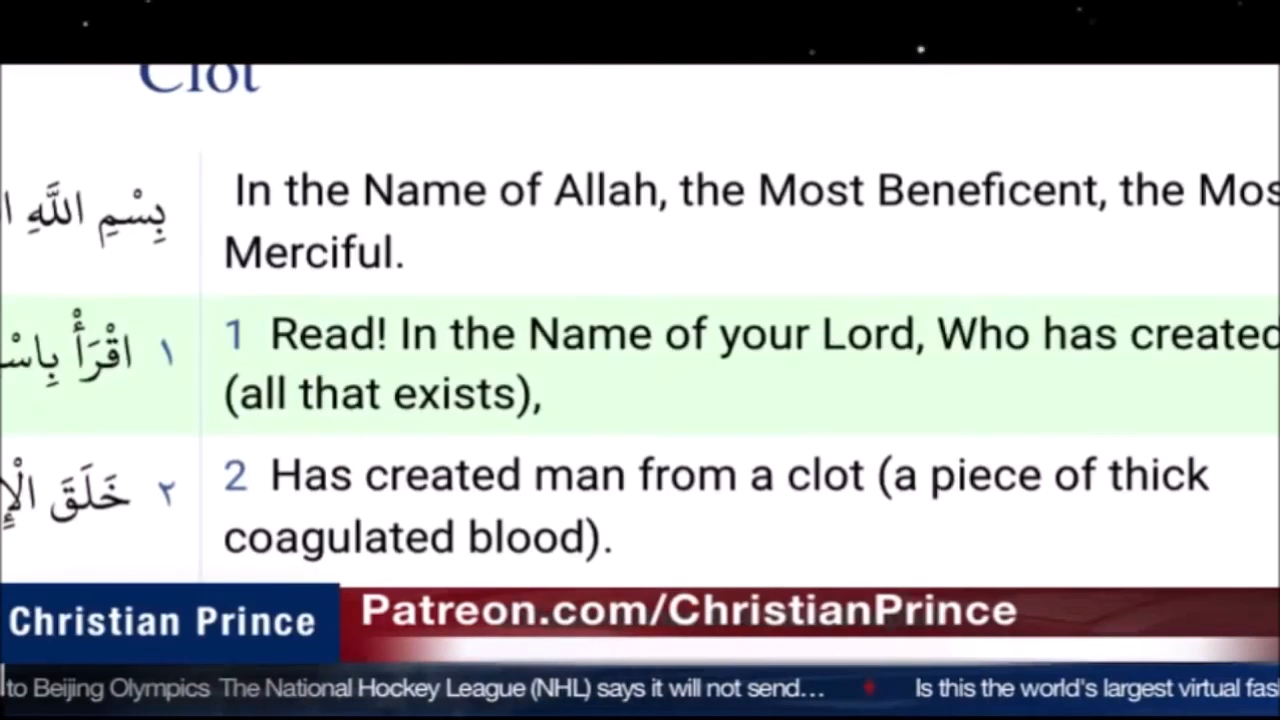 Clot
بِسْمِ اللَّهِ
In the Name of Allah, the Most Beneficent, the Mos
Merciful.
١ اقْرَأْ بِاسْ
1 Read! In the Name of your Lord, Who has created
(all that exists),
٢ خَلَقَ الْإِ
2 Has created man from a clot (a piece of thick
coagulated blood).
Christian Prince
Patreon.com/ChristianPrince
to Beijing Olympics The National Hockey League (NHL) says it will not send... Is this the world's largest virtual fas